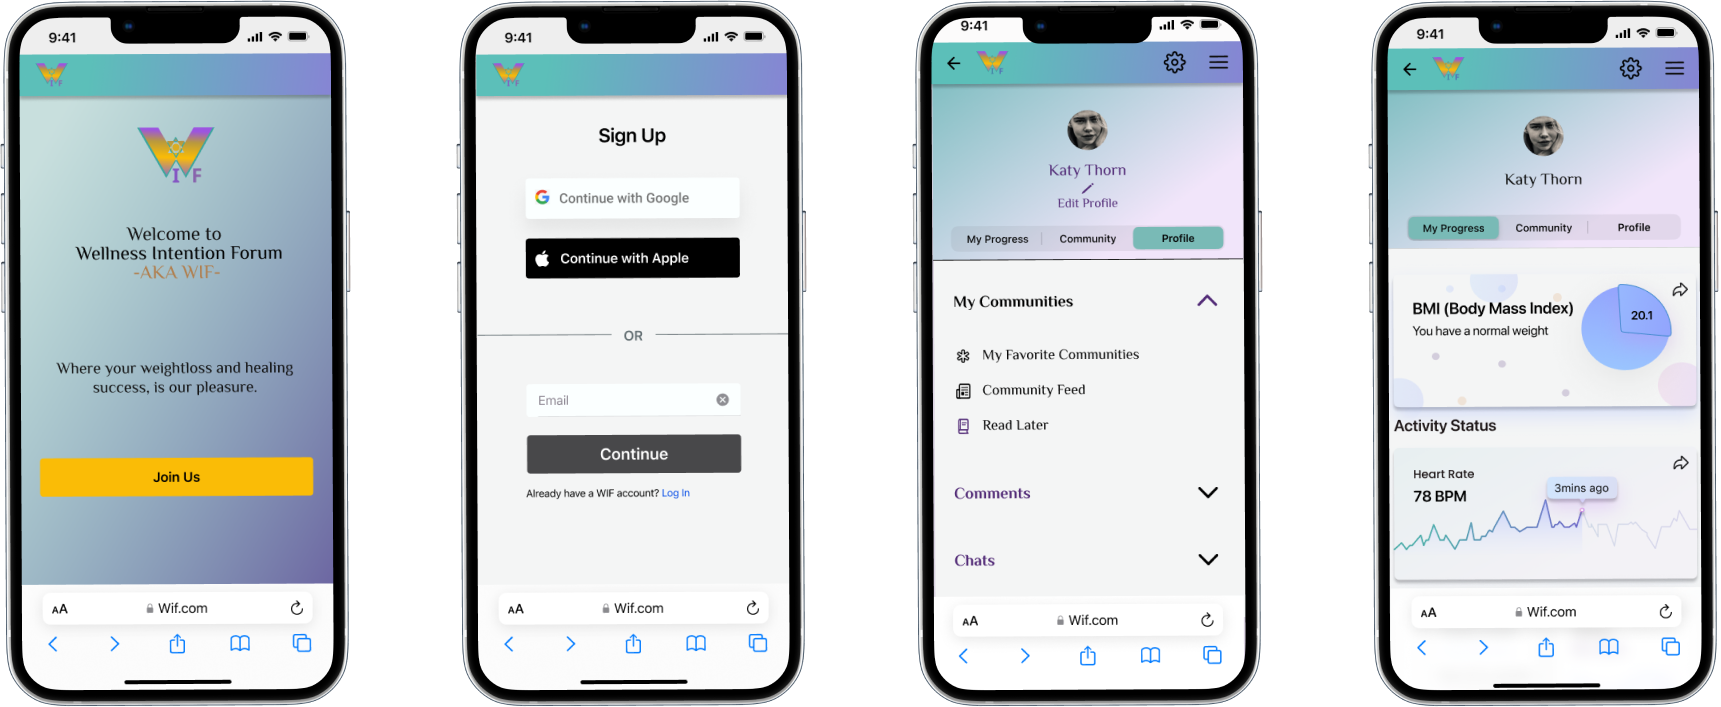 9:41
WIF
W
I F
Welcome to
Wellness Intention Forum
-AKA WIF-
Where your weightloss and healing
success, is our pleasure.
Join Us
AA
Wif.com
9:41
WIF
Sign Up
Continue with Google
Continue with Apple
OR
Email
Continue
Already have a WIF account? Log In
AA
Wif.com
9:41
WIF
Katy Thorn
Edit Profile
My Progress
Community
Profile
My Communities
My Favorite Communities
Community Feed
Read Later
Comments
Chats
AA
Wif.com
9:41
WIF
Katy Thorn
My Progress
Community
Profile
BMI (Body Mass Index)
You have a normal weight
20.1
Activity Status
Heart Rate
78 BPM
3mins ago
AA
Wif.com